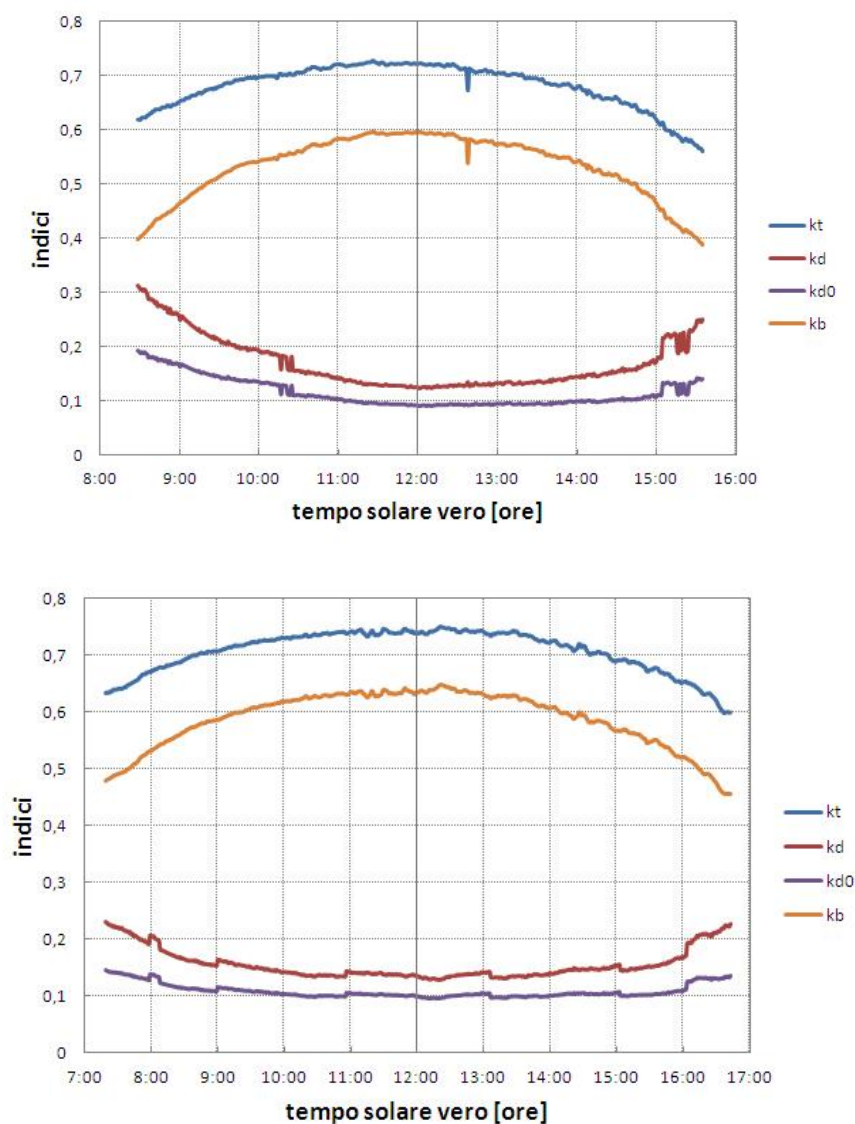 0,8
0,7
0,6
0,5
0,4
0,3
0,2
0,1
0
indici
8:00 9:00 10:00 11:00 12:00 13:00 14:00 15:00 16:00
tempo solare vero [ore]
kt
kd
kd0
kb
0,8
0,7
0,6
0,5
0,4
0,3
0,2
0,1
0
indici
7:00 8:00 9:00 10:00 11:00 12:00 13:00 14:00 15:00 16:00 17:00
tempo solare vero [ore]
kt
kd
kd0
kb